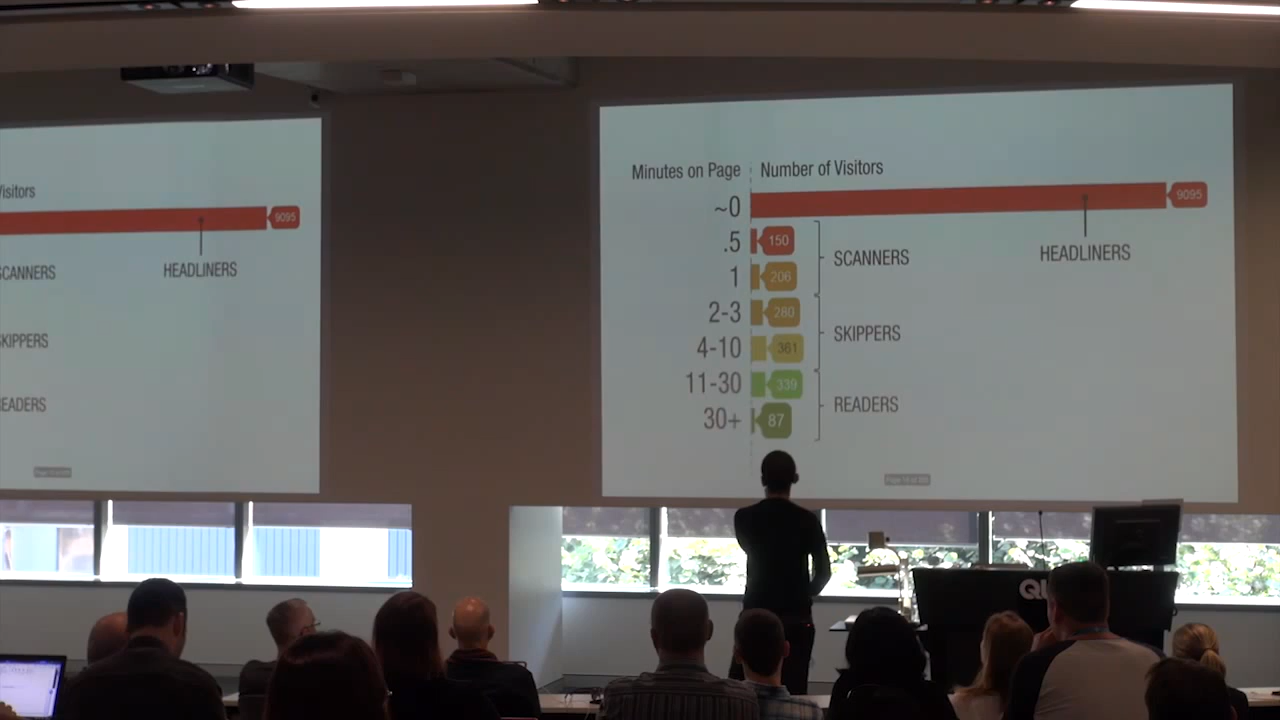 Visitors
9095
HEADLINERS
SCANNERS
SKIPPERS
READERS
Minutes on Page
Number of Visitors
~0
9095
HEADLINERS
.5
150
1
206
SCANNERS
2-3
280
4-10
361
SKIPPERS
11-30
339
30+
87
READERS